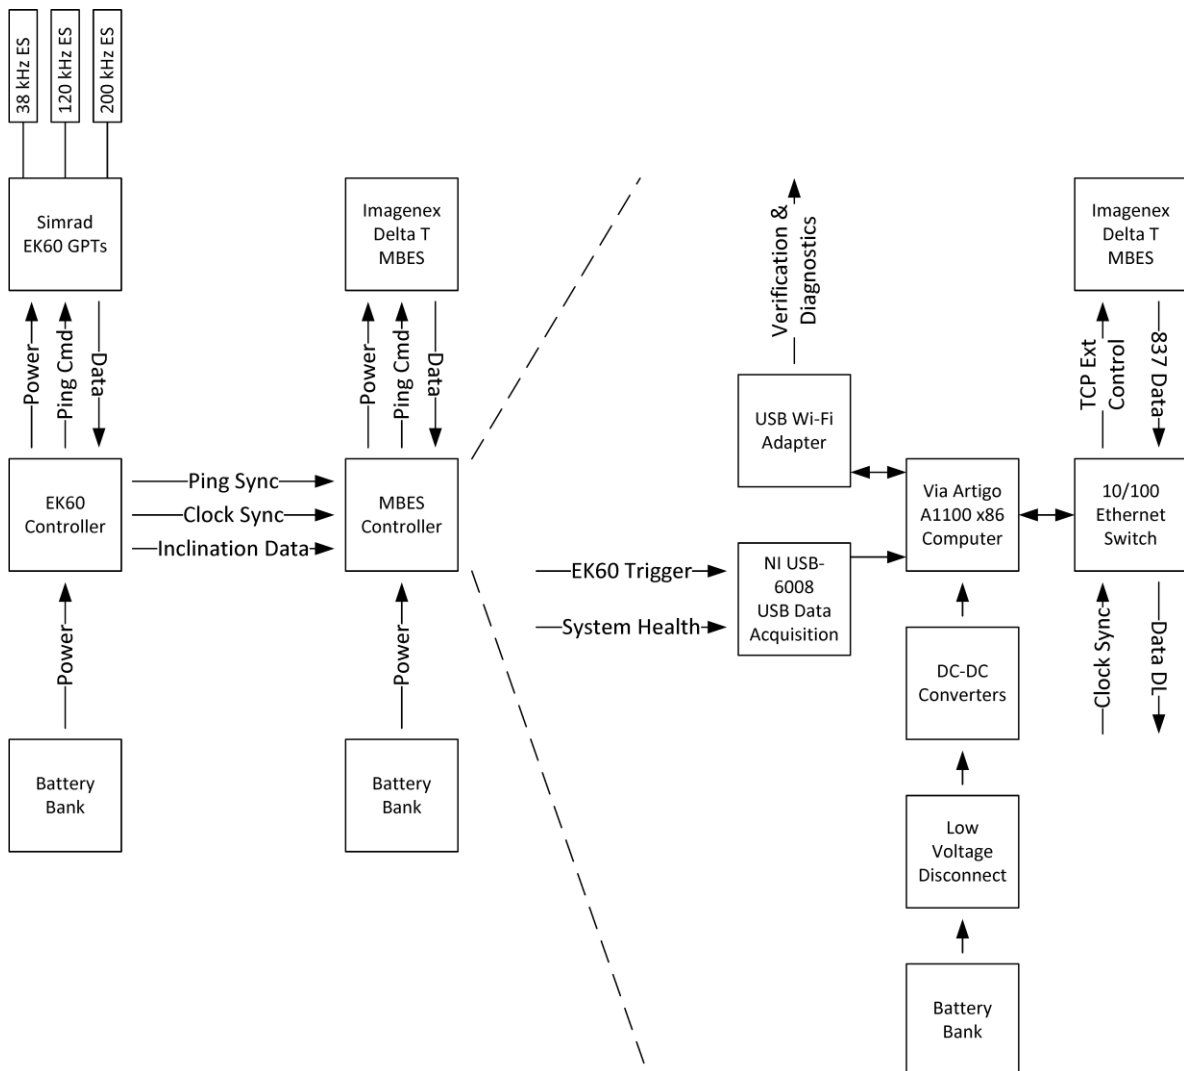 38 kHz ES
120 kHz ES
200 kHz ES
Simrad
EK60 GPTs
Power
Ping Cmd
Data
EK60
Controller
Power
Battery
Bank
Ping Sync
Clock Sync
Inclination Data
Imagenex
Delta T
MBES
Power
Ping Cmd
Data
MBES
Controller
Power
Battery
Bank
Verification &
Diagnostics
USB Wi-Fi
Adapter
EK60 Trigger
System Health
NI USB-
6008
USB Data
Acquisition
Via Artigo
A1100 x86
Computer
DC-DC
Converters
Low
Voltage
Disconnect
Battery
Bank
Imagenex
Delta T
MBES
TCP Ext
Control
837 Data
10/100
Ethernet
Switch
Clock Sync
Data DL